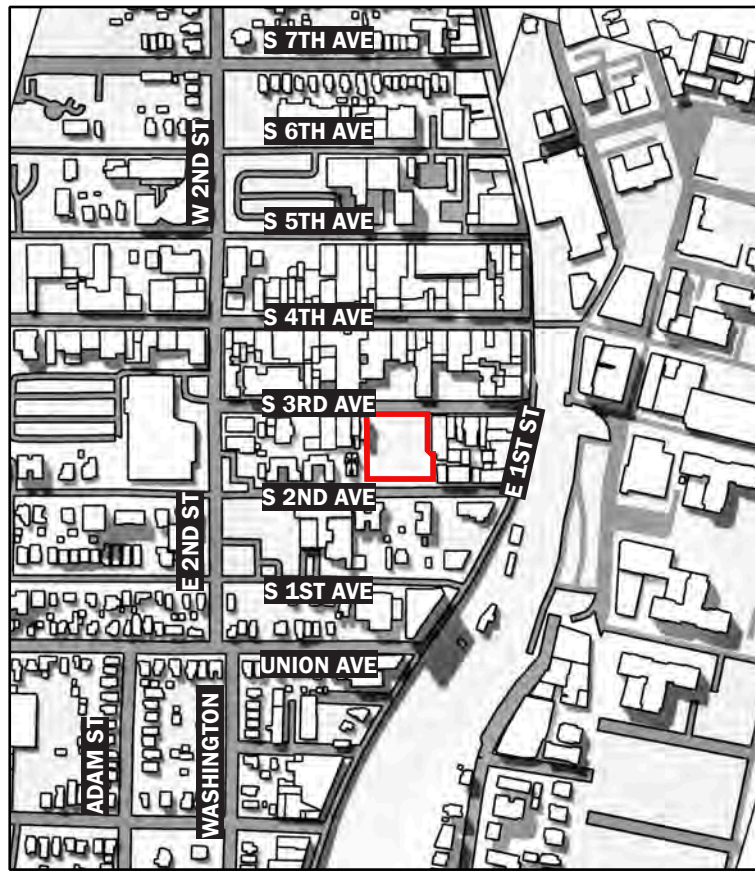 S 7TH AVE
S 6TH AVE
W 2ND ST
S 5TH AVE
S 4TH AVE
S 3RD AVE
E 1ST ST
S 2ND AVE
E 2ND ST
S 1ST AVE
UNION AVE
ADAM ST
WASHINGTON